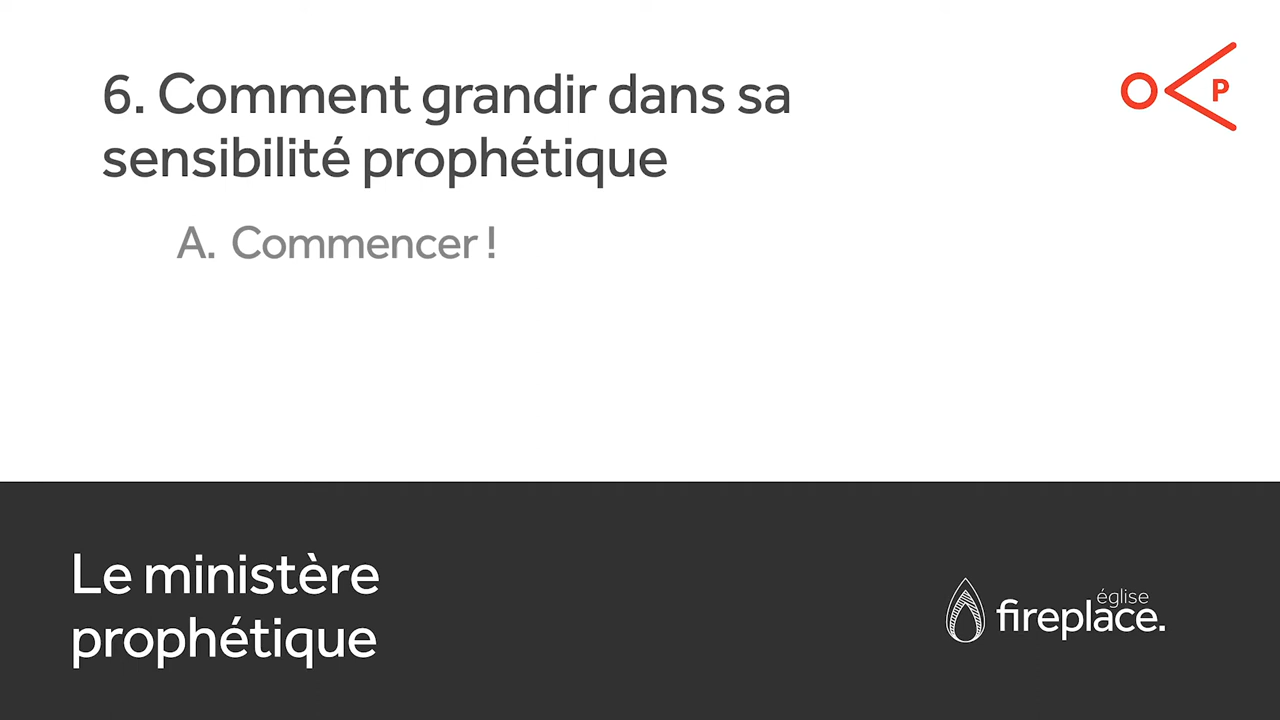 6. Comment grandir dans sa
sensibilité prophétique
A. Commencer !
P
Le ministère
prophétique
église
fireplace.